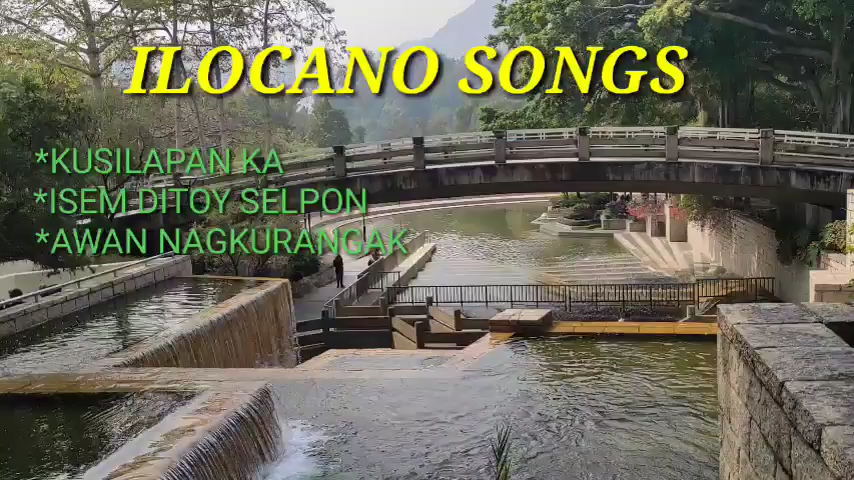 ILOCANO SONGS
*KUSILAPAN KA
*ISEM DITOY SELPON
*AWAN NAGKURANGAK